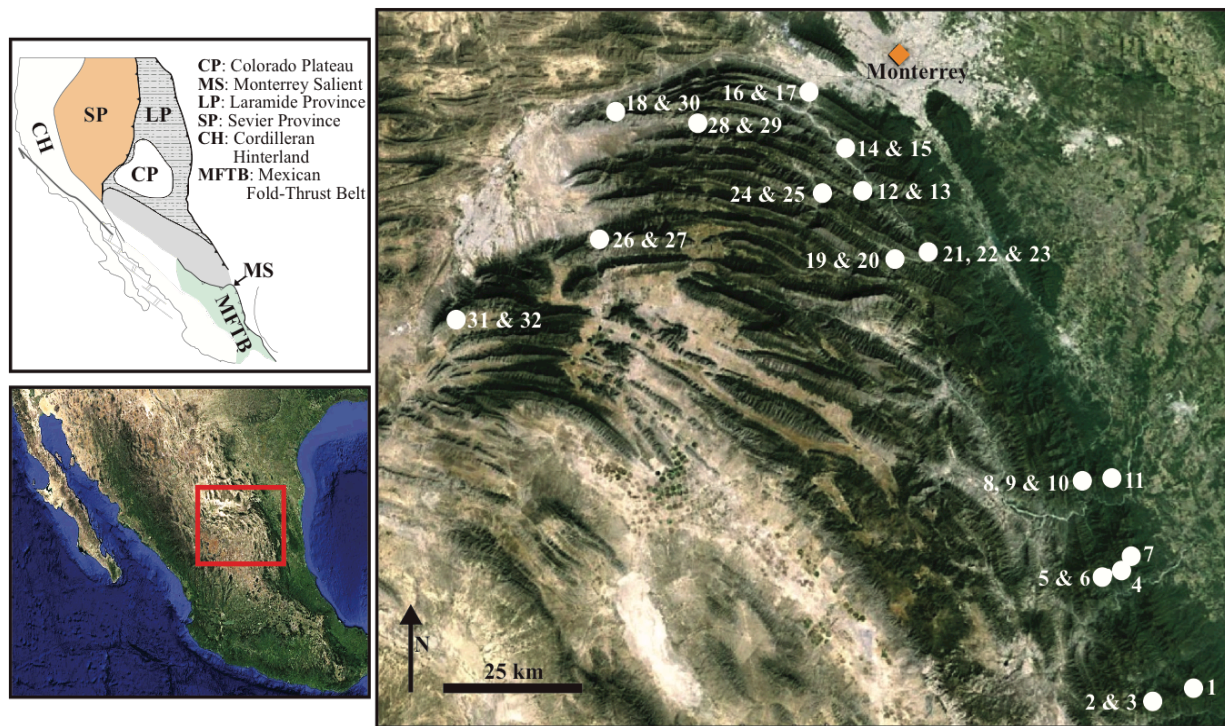 CP: Colorado Plateau
MS: Monterrey Salient
LP: Laramide Province
SP: Sevier Province
CH: Cordilleran
Hinterland
MFTB: Mexican
Fold-Thrust Belt
SP
LP
CH
CP
MS
MFTB
Monterrey
16 & 17
18 & 30
28 & 29
14 & 15
24 & 25
12 & 13
26 & 27
19 & 20
21, 22 & 23
31 & 32
8, 9 & 10
11
7
5 & 6
4
N
25 km
1
2 & 3